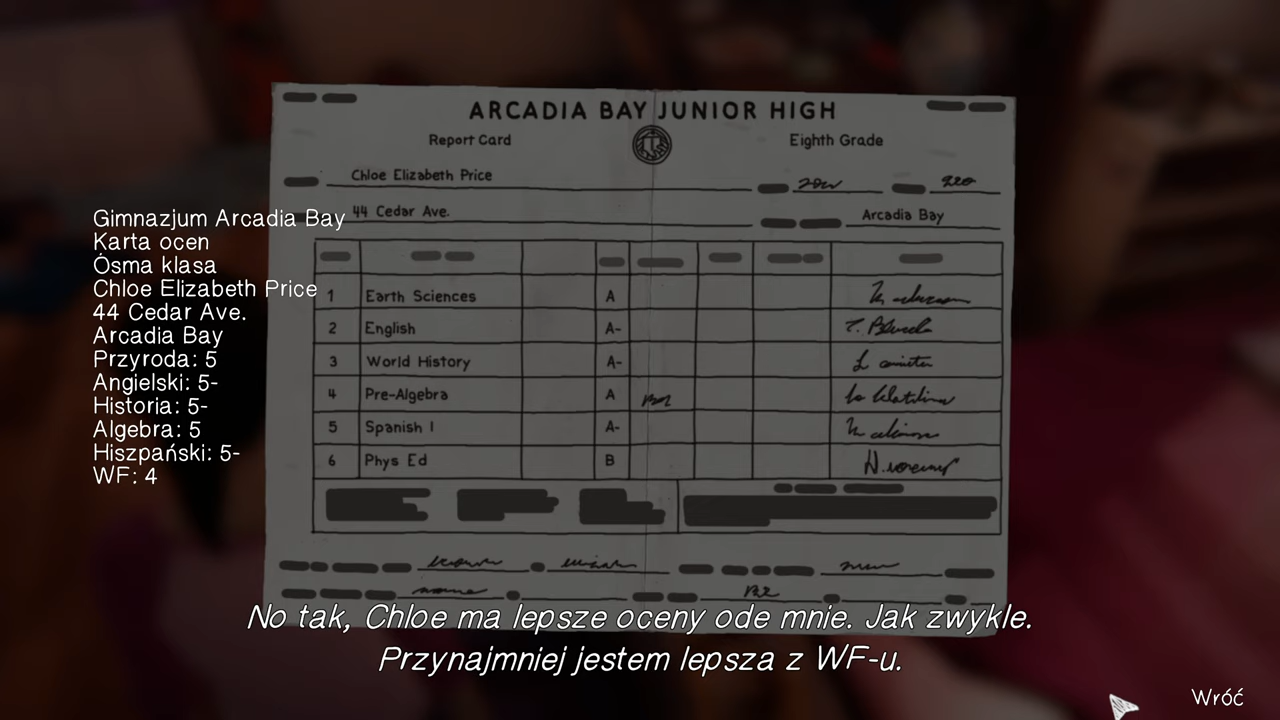 ARCADIA BAY JUNIOR HIGH
Report Card
Eighth Grade
Chloe Elizabeth Price
44 Cedar Ave.
Arcadia Bay
1 Earth Sciences A
2 English A-
3 World History A-
4 Pre-Algebra A
5 Spanish I A-
6 Phys Ed B
Gimnazjum Arcadia Bay
Karta ocen
Ósma klasa
Chloe Elizabeth Price
44 Cedar Ave.
Arcadia Bay
Przyroda: 5
Angielski: 5-
Historia: 5-
Algebra: 5
Hiszpański: 5-
WF: 4
No tak, Chloe ma lepsze oceny ode mnie. Jak zwykle.
Przynajmniej jestem lepsza z WF-u.
Wróć